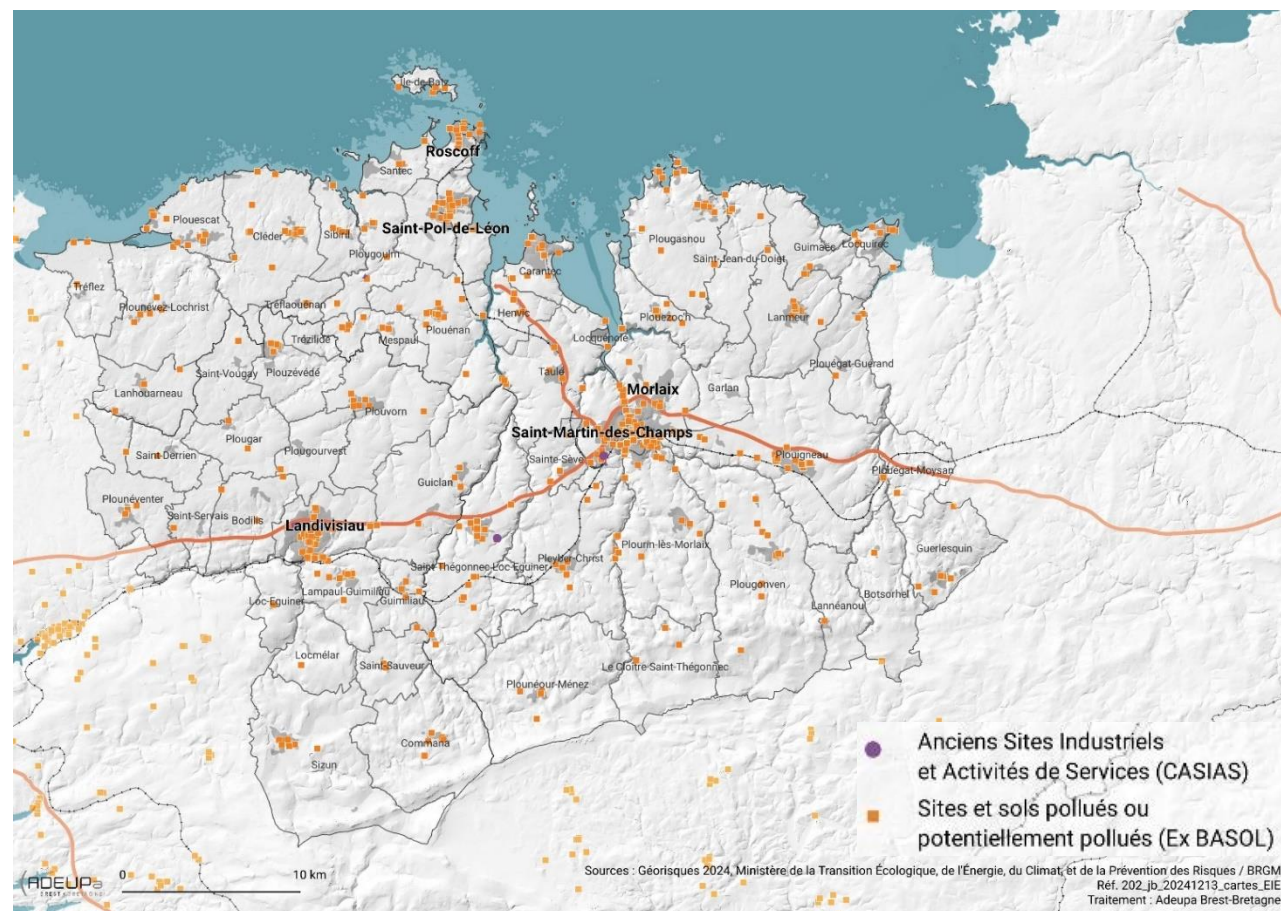 Île-de-Batz
Roscoff
Santec
Saint-Pol-de-Léon
Plouescat
Cléder
Sibiril
Plougoulm
Carantec
Plougasnou
Saint-Jean-du-Doigt
Guimaëc
Locquirec
Tréflez
Plounévez-Lochrist
Tréflaouénan
Henvic
Plouénan
Mespaul
Trézilidé
Locquénolé
Plouezoc'h
Lanmeur
Plouégat-Guérand
Lanhouarneau
Saint-Vougay
Plouzévédé
Taulé
Garlan
Morlaix
Plouvorn
Saint-Martin-des-Champs
Plougar
Saint-Derrien
Plougourvest
Sainte-Sève
Plouigneau
Plouégat-Moysan
Guiclan
Plounéventer
Saint-Servais
Bodilis
Landivisiau
Plourin-lès-Morlaix
Guerlesquin
Pleyber-Christ
Saint-Thégonnec-Loc-Eguiner
Lampaul-Guimiliau
Guimiliau
Plougonven
Botsorhel
Lannéanou
Loc-Eguiner
Locmélar
Saint-Sauveur
Le Cloître-Saint-Thégonnec
Plounéour-Ménez
Commana
Sizun
Anciens Sites Industriels
et Activités de Services (CASIAS)
Sites et sols pollués ou
potentiellement pollués (Ex BASOL)
ADEUPa
BREST BRETAGNE
0 10 km
Sources : Géorisques 2024, Ministère de la Transition Écologique, de l'Énergie, du Climat, et de la Prévention des Risques / BRGM
Réf. 202_jb_20241213_cartes_EIE
Traitement : Adeupa Brest-Bretagne